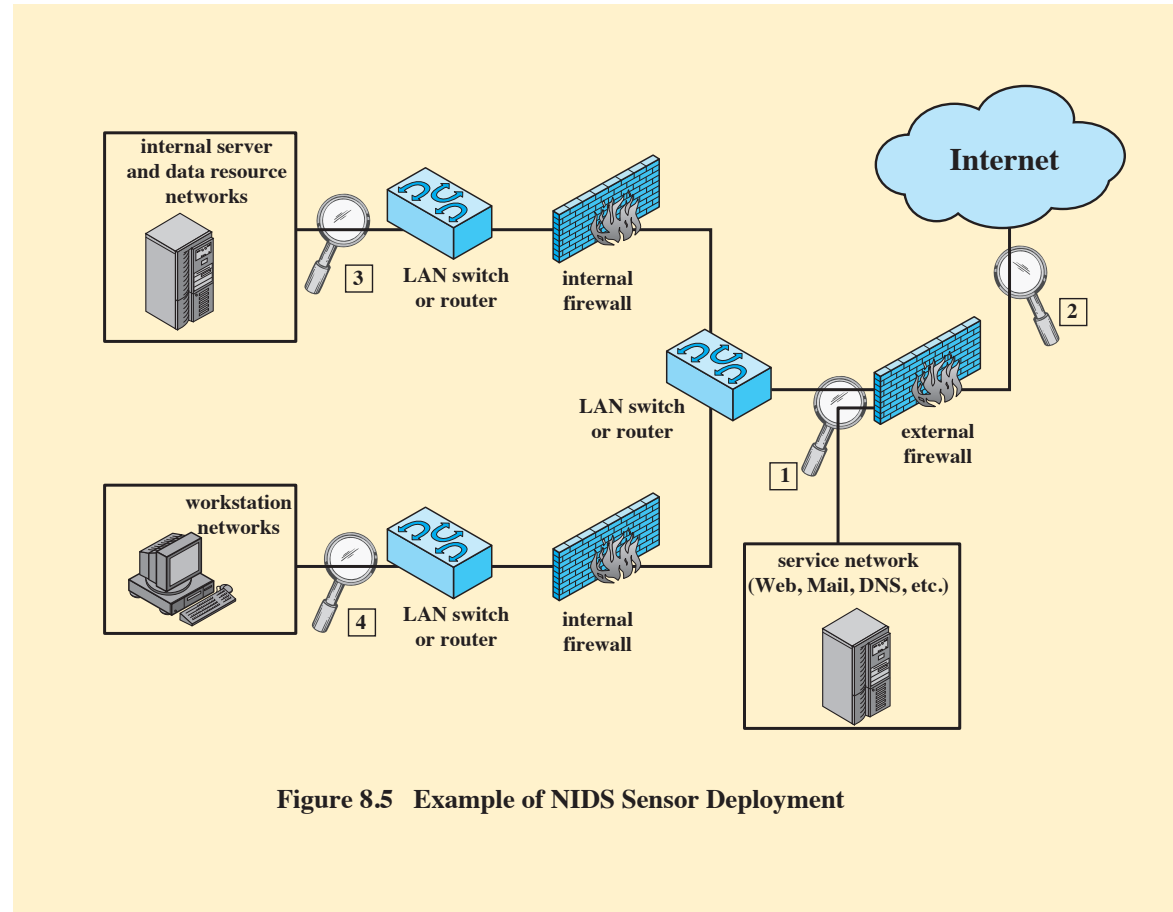 internal server
and data resource
networks
3
LAN switch
or router
internal
firewall
Internet
2
LAN switch
or router
1
external
firewall
workstation
networks
4
LAN switch
or router
internal
firewall
service network
(Web, Mail, DNS, etc.)
Figure 8.5 Example of NIDS Sensor Deployment